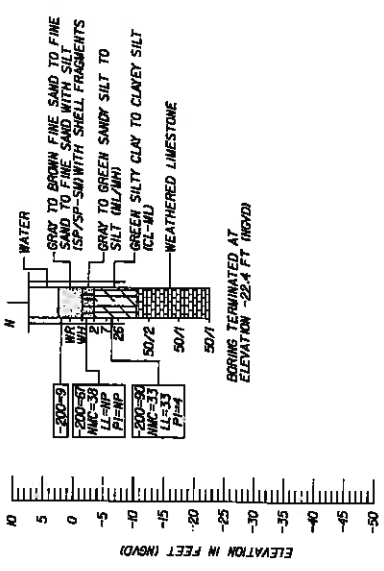 N
WATER
GRAY TO BROWN FINE SAND TO FINE
SAND TO FINE SAND WITH SILT
(SP/SP-SM) WITH SHELL FRAGMENTS
GRAY TO GREEN SANDY SILT TO
SILT (ML/MH)
GREEN SILTY CLAY TO CLAYEY SILT
(CL-ML)
WEATHERED LIMESTONE
WR
WH
2
7
26
50/2
50/1
50/1
-200=9
-200=67
NMC=38
LL=NP
PI=NP
-200=90
NMC=33
LL=33
PI=4
BORING TERMINATED AT
ELEVATION -22.4 FT (NGVD)
10
5
0
-5
-10
-15
-20
-25
-30
-35
-40
-45
-50
ELEVATION IN FEET (NGVD)